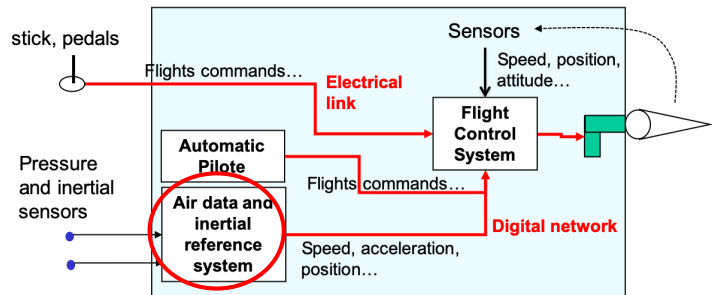 Sensors
stick, pedals
Speed, position,
attitude…
Flights commands…
Electrical
link
Flight
Control
System
Automatic
Pilote
Pressure
and inertial
sensors
Flights commands…
Air data and
inertial
reference
system
Digital network
Speed, acceleration,
position…